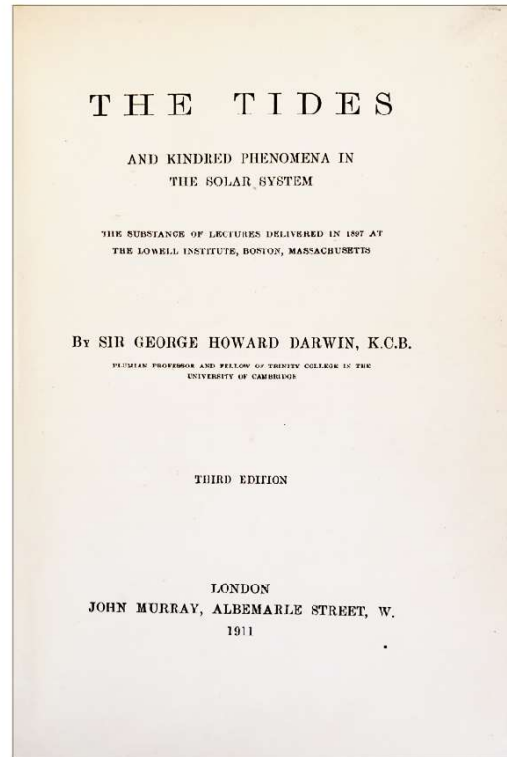 THE TIDES
AND KINDRED PHENOMENA IN
THE SOLAR SYSTEM
THE SUBSTANCE OF LECTURES DELIVERED IN 1897 AT
THE LOWELL INSTITUTE, BOSTON, MASSACHUSETTS
BY SIR GEORGE HOWARD DARWIN, K.C.B.
PLUMIAN PROFESSOR AND FELLOW OF TRINITY COLLEGE IN THE
UNIVERSITY OF CAMBRIDGE
THIRD EDITION
LONDON
JOHN MURRAY, ALBEMARLE STREET, W.
1911